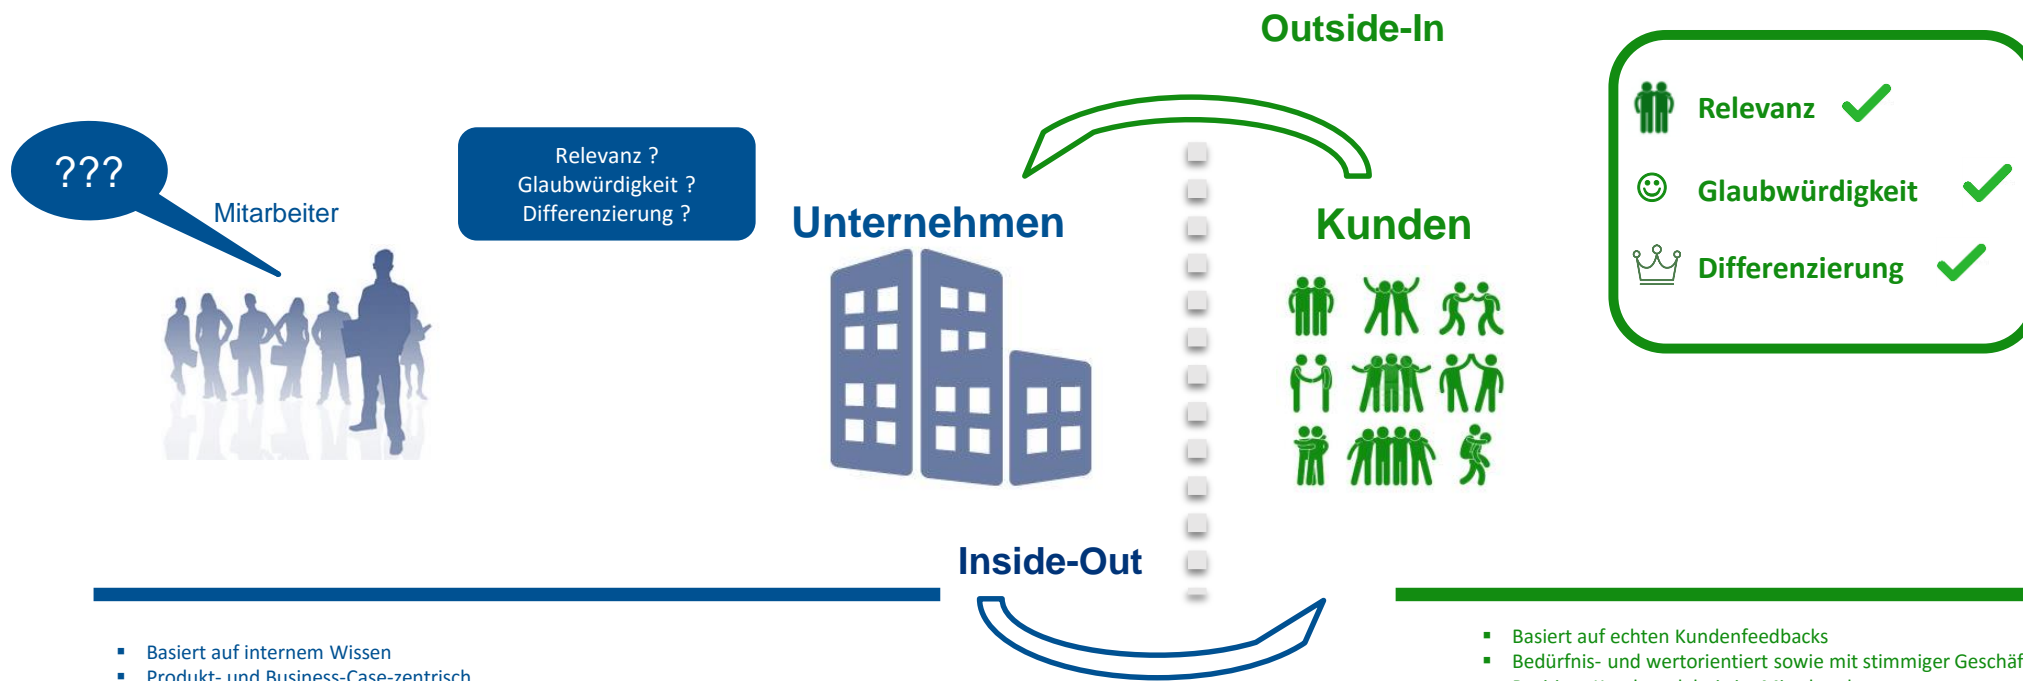 Outside-In
???
Mitarbeiter
Relevanz ?
Glaubwürdigkeit ?
Differenzierung ?
Unternehmen
Kunden
Relevanz
Glaubwürdigkeit
Differenzierung
Inside-Out
▪ Basiert auf internem Wissen
▪ Produkt- und Business-Case-zentrisch
▪ Basiert auf echten Kundenfeedbacks
▪ Bedürfnis- und wertorientiert sowie mit stimmiger